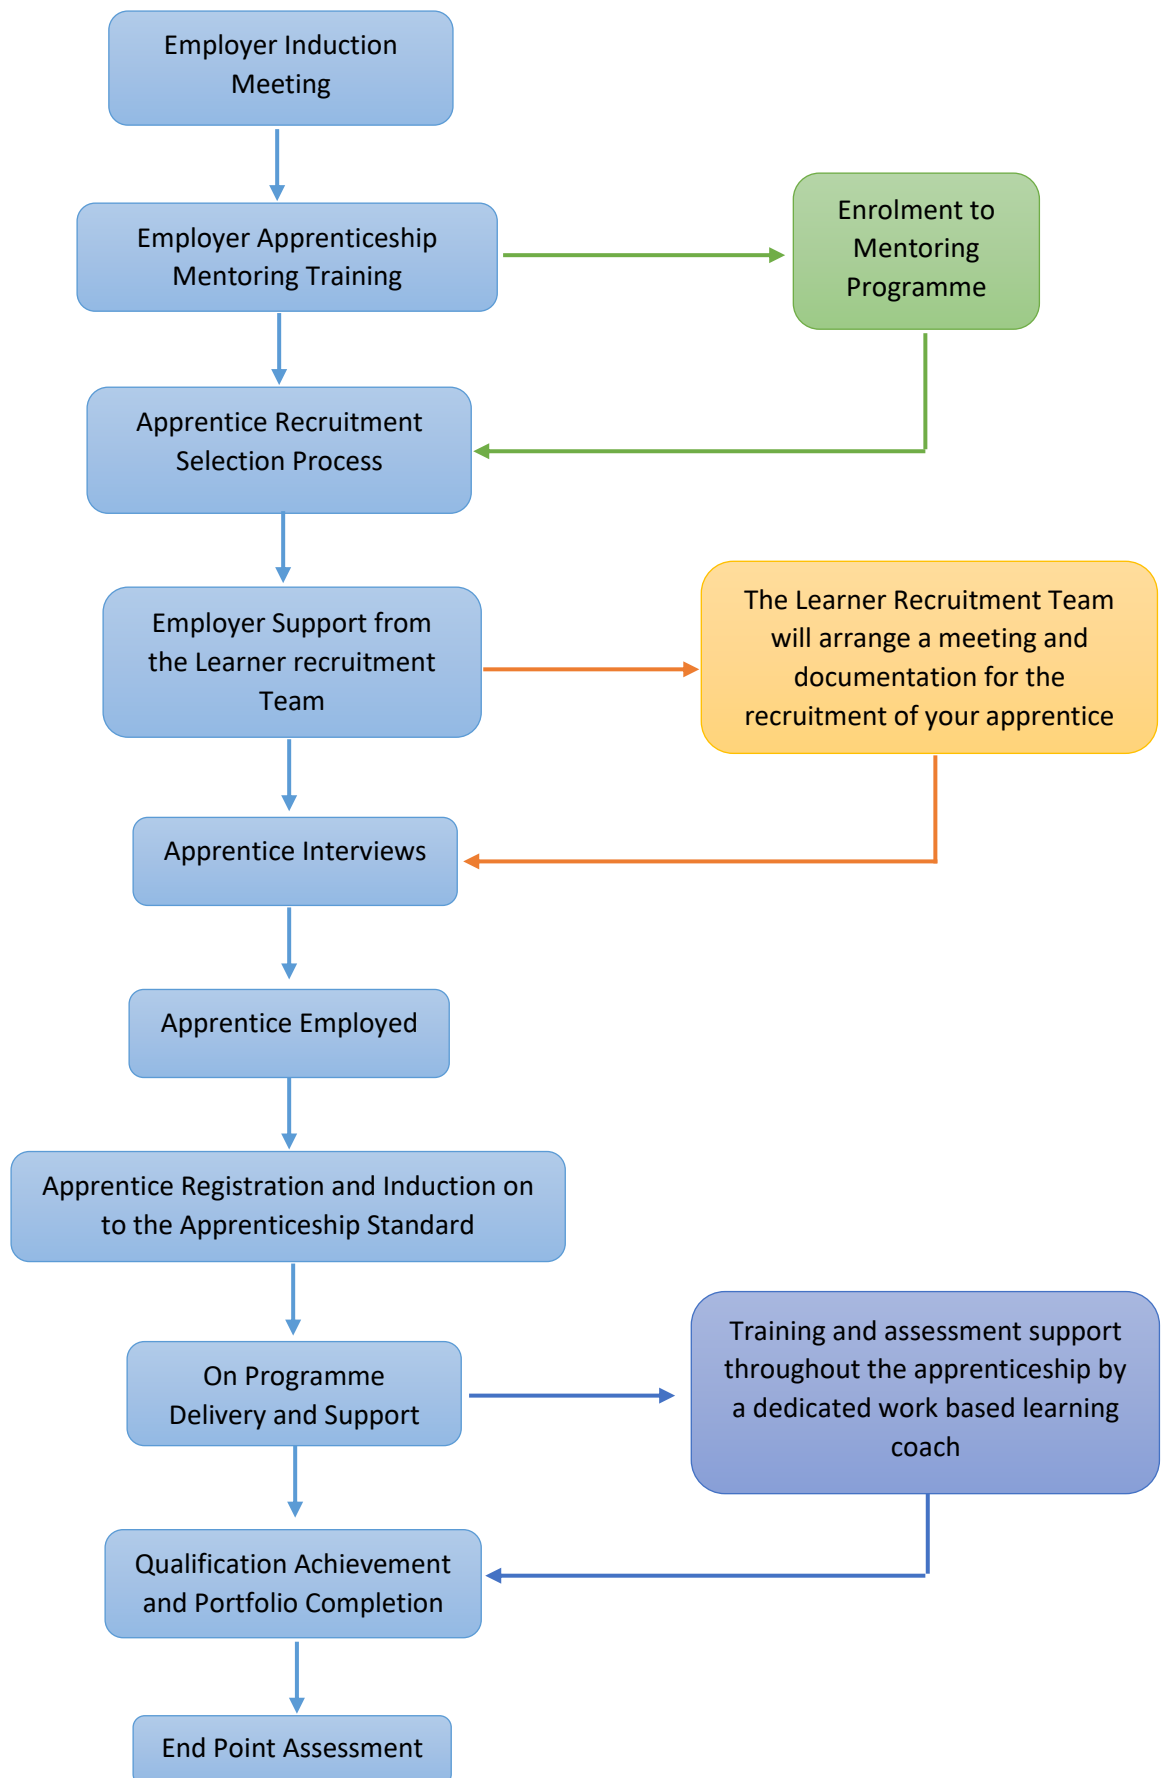 Employer Induction
Meeting
Employer Apprenticeship
Mentoring Training
Enrolment to
Mentoring
Programme
Apprentice Recruitment
Selection Process
Employer Support from
the Learner recruitment
Team
The Learner Recruitment Team
will arrange a meeting and
documentation for the
recruitment of your apprentice
Apprentice Interviews
Apprentice Employed
Apprentice Registration and Induction on
to the Apprenticeship Standard
On Programme
Delivery and Support
Training and assessment support
throughout the apprenticeship by
a dedicated work based learning
coach
Qualification Achievement
and Portfolio Completion
End Point Assessment